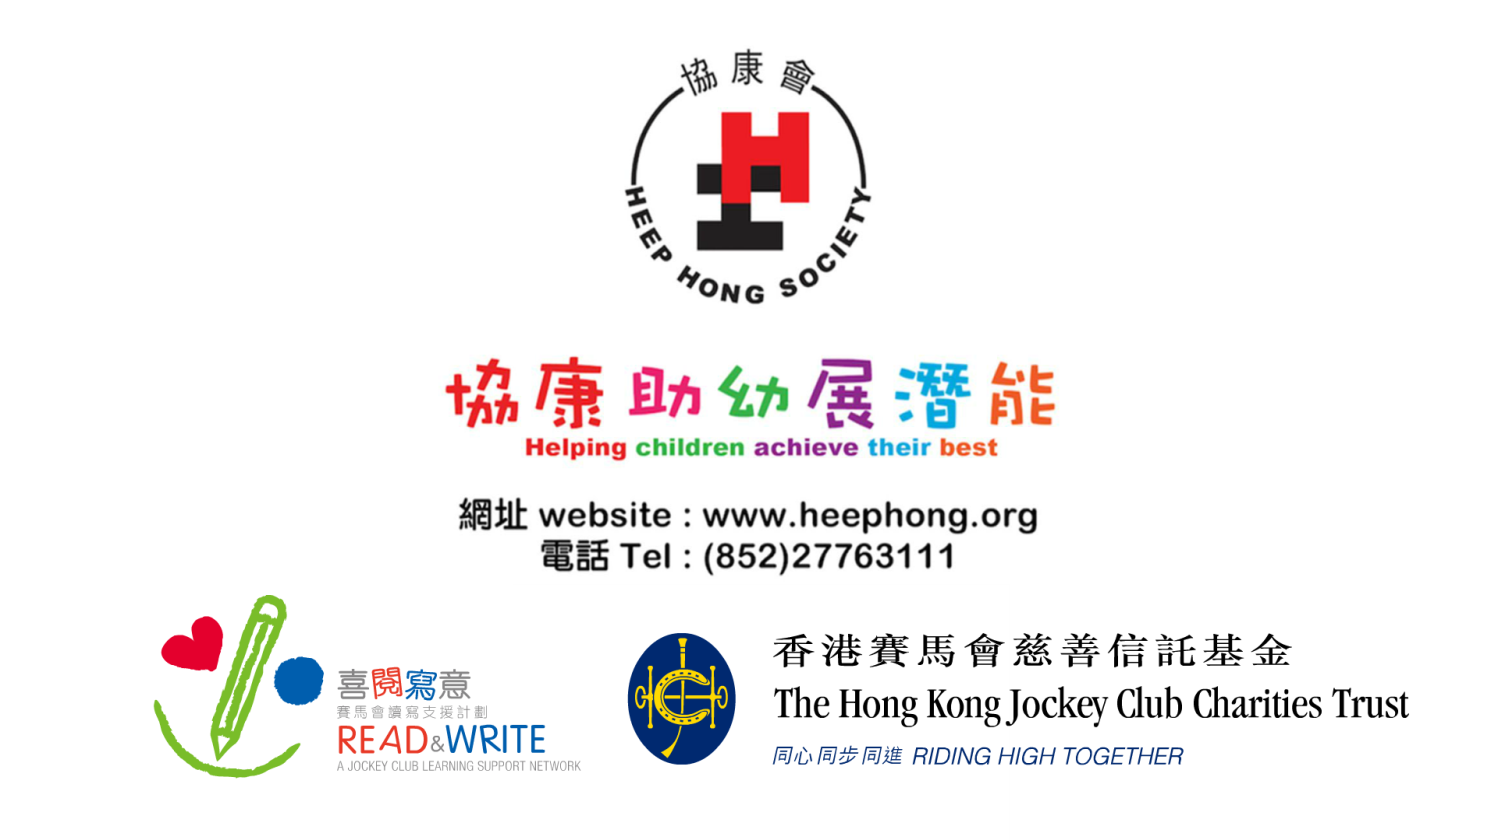 協康會
HEEP HONG SOCIETY
協康助幼展潛能
Helping children achieve their best
網址 website : www.heephong.org
電話 Tel : (852)27763111
喜閱寫意
賽馬會讀寫支援計劃
READ&WRITE
A JOCKEY CLUB LEARNING SUPPORT NETWORK
香港賽馬會慈善信託基金
The Hong Kong Jockey Club Charities Trust
同心同步同進 RIDING HIGH TOGETHER